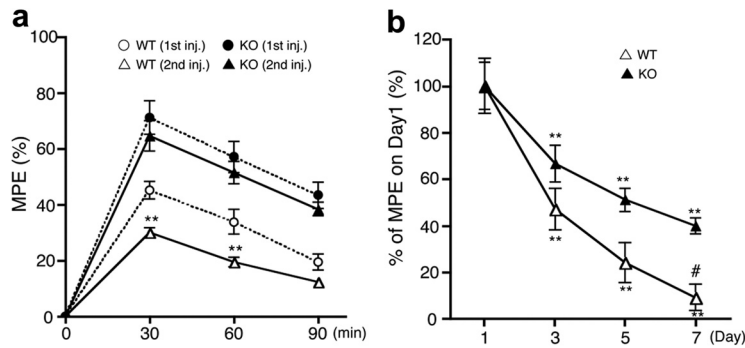 a
WT (1st inj.) KO (1st inj.)
WT (2nd inj.) KO (2nd inj.)
MPE (%)
100
80
60
40
20
0
** **
0 30 60 90 (min)
b
WT
KO
% of MPE on Day1 (%)
120
100
80
60
40
20
0
** ** **
** ** # **
1 3 5 7 (Day)